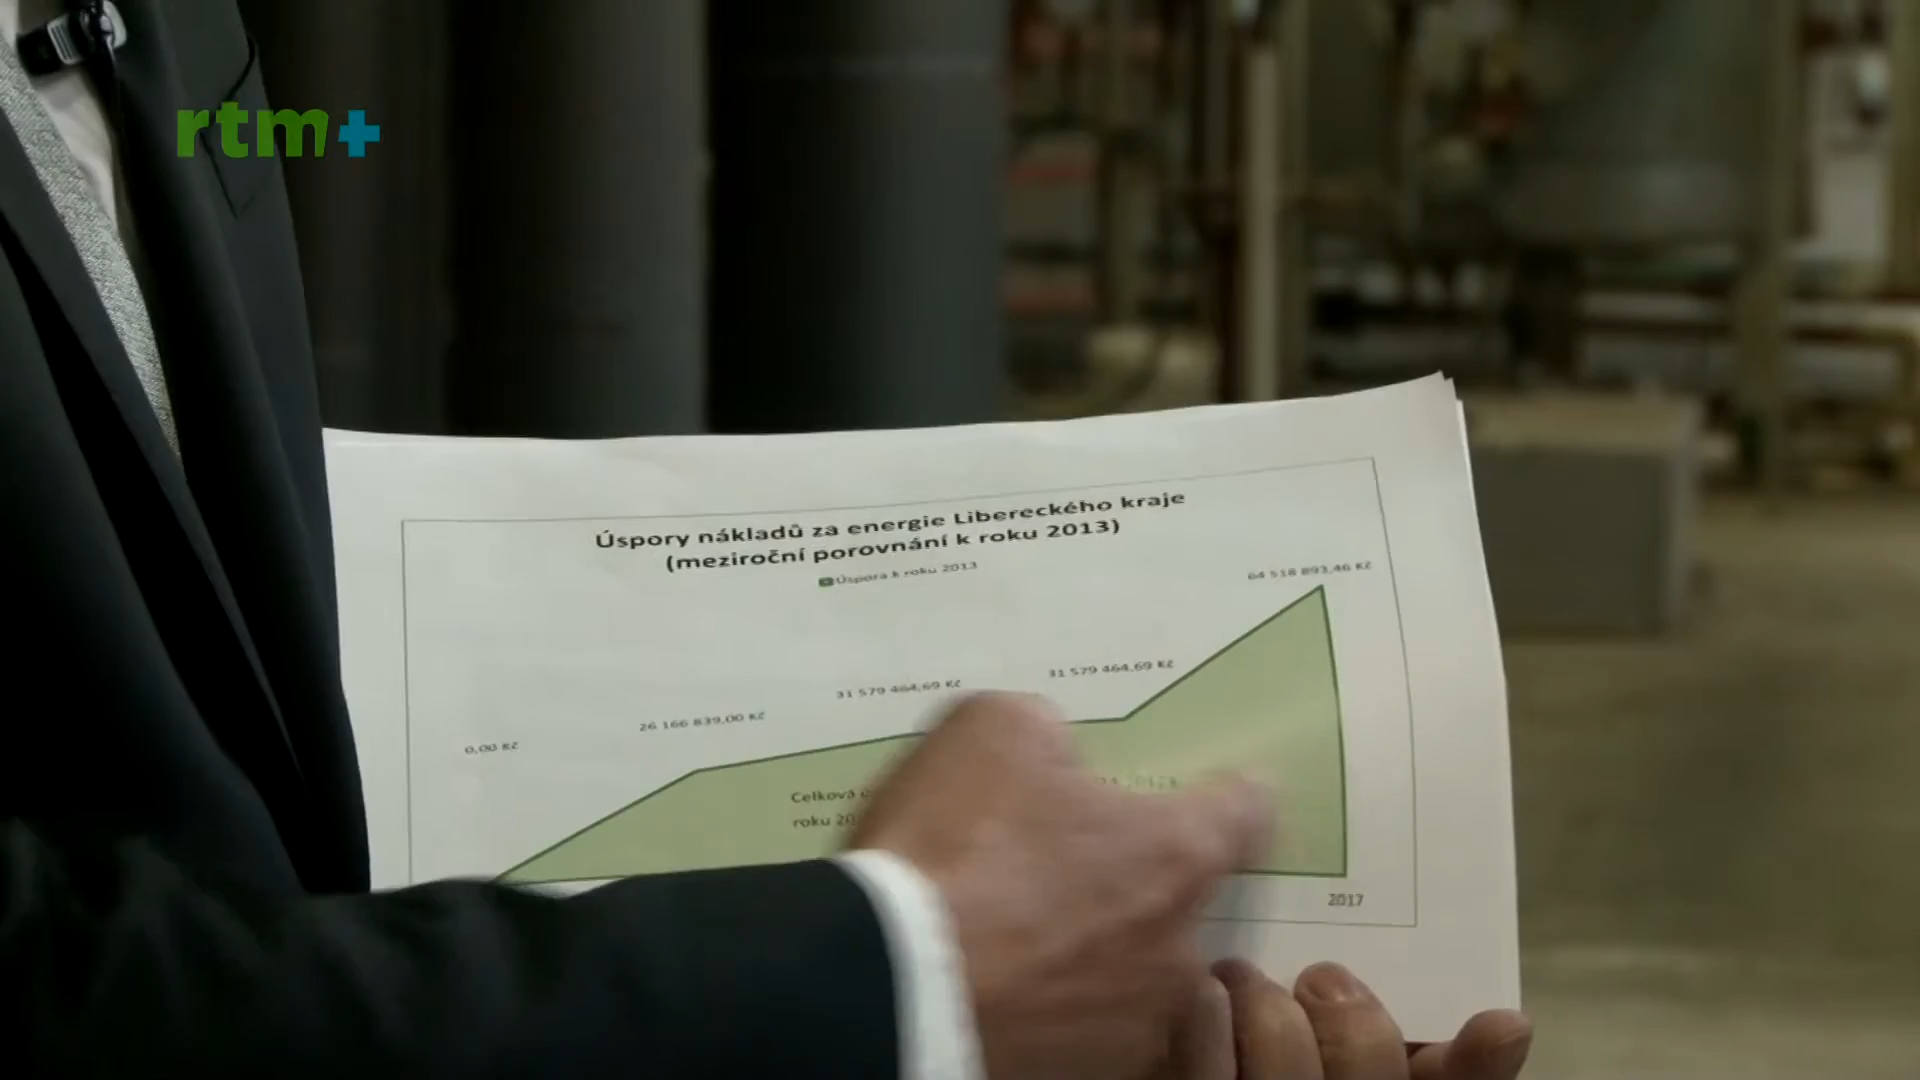 rtm+
Úspory nákladů za energie Libereckého kraje
(meziroční porovnání k roku 2013)
Úspora k roku 2013
64 518 893,46 Kč
31 579 464,69 Kč
31 579 464,69 Kč
26 166 839,00 Kč
0,00 Kč
Celková
roku
2017